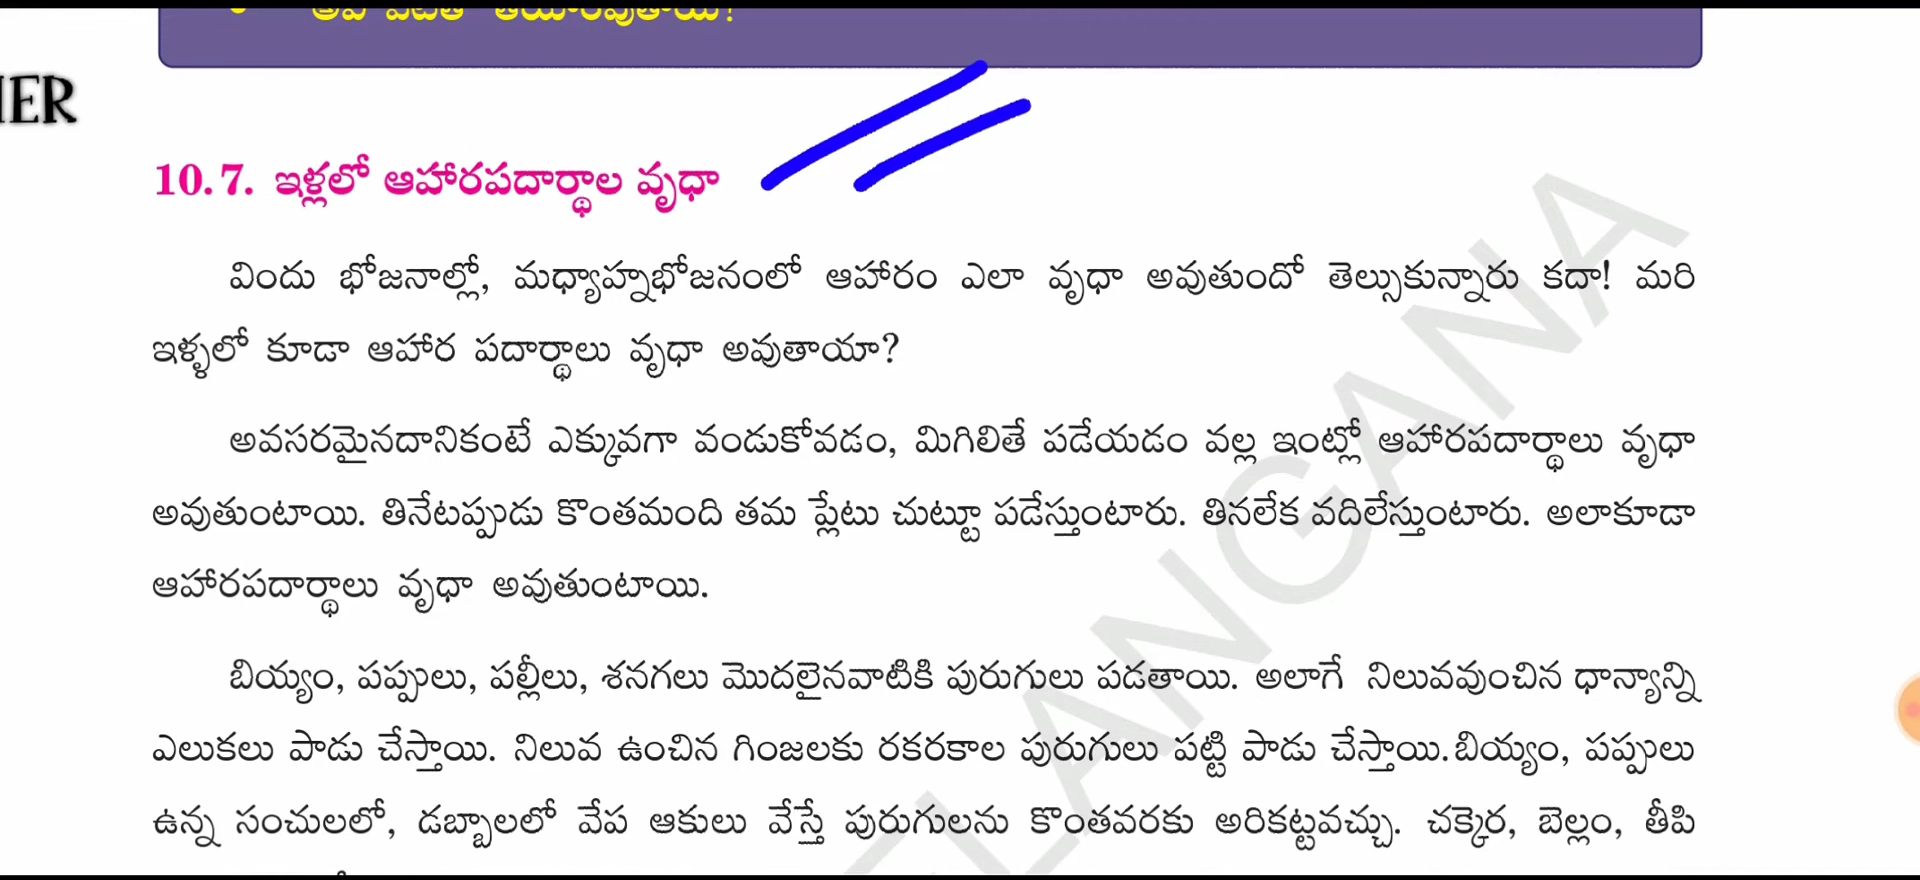 IER
10.7. ఇళ్లలో ఆహారపదార్థాల వృథా
విందు భోజనాల్లో, మధ్యాహ్నభోజనంలో ఆహారం ఎలా వృథా అవుతుందో తెల్సుకున్నారు కదా! మరి
ఇళ్ళలో కూడా ఆహార పదార్థాలు వృథా అవుతాయా?
అవసరమైనదానికంటే ఎక్కువగా వండుకోవడం, మిగిలితే పడేయడం వల్ల ఇంట్లో ఆహారపదార్థాలు వృథా
అవుతుంటాయి. తినేటప్పుడు కొంతమంది తమ ప్లేటు చుట్టూ పడేస్తుంటారు. తినలేక వదిలేస్తుంటారు. అలాకూడా
ఆహారపదార్థాలు వృథా అవుతుంటాయి.
బియ్యం, పప్పులు, పల్లీలు, శనగలు మొదలైనవాటికి పురుగులు పడతాయి. అలాగే నిలువవుంచిన ధాన్యాన్ని
ఎలుకలు పాడు చేస్తాయి. నిలువ ఉంచిన గింజలకు రకరకాల పురుగులు పట్టి పాడు చేస్తాయి.బియ్యం, పప్పులు
ఉన్న సంచులలో, డబ్బాలలో వేప ఆకులు వేస్తే పురుగులను కొంతవరకు అరికట్టవచ్చు. చక్కెర, బెల్లం, తీపి
ELANGANA